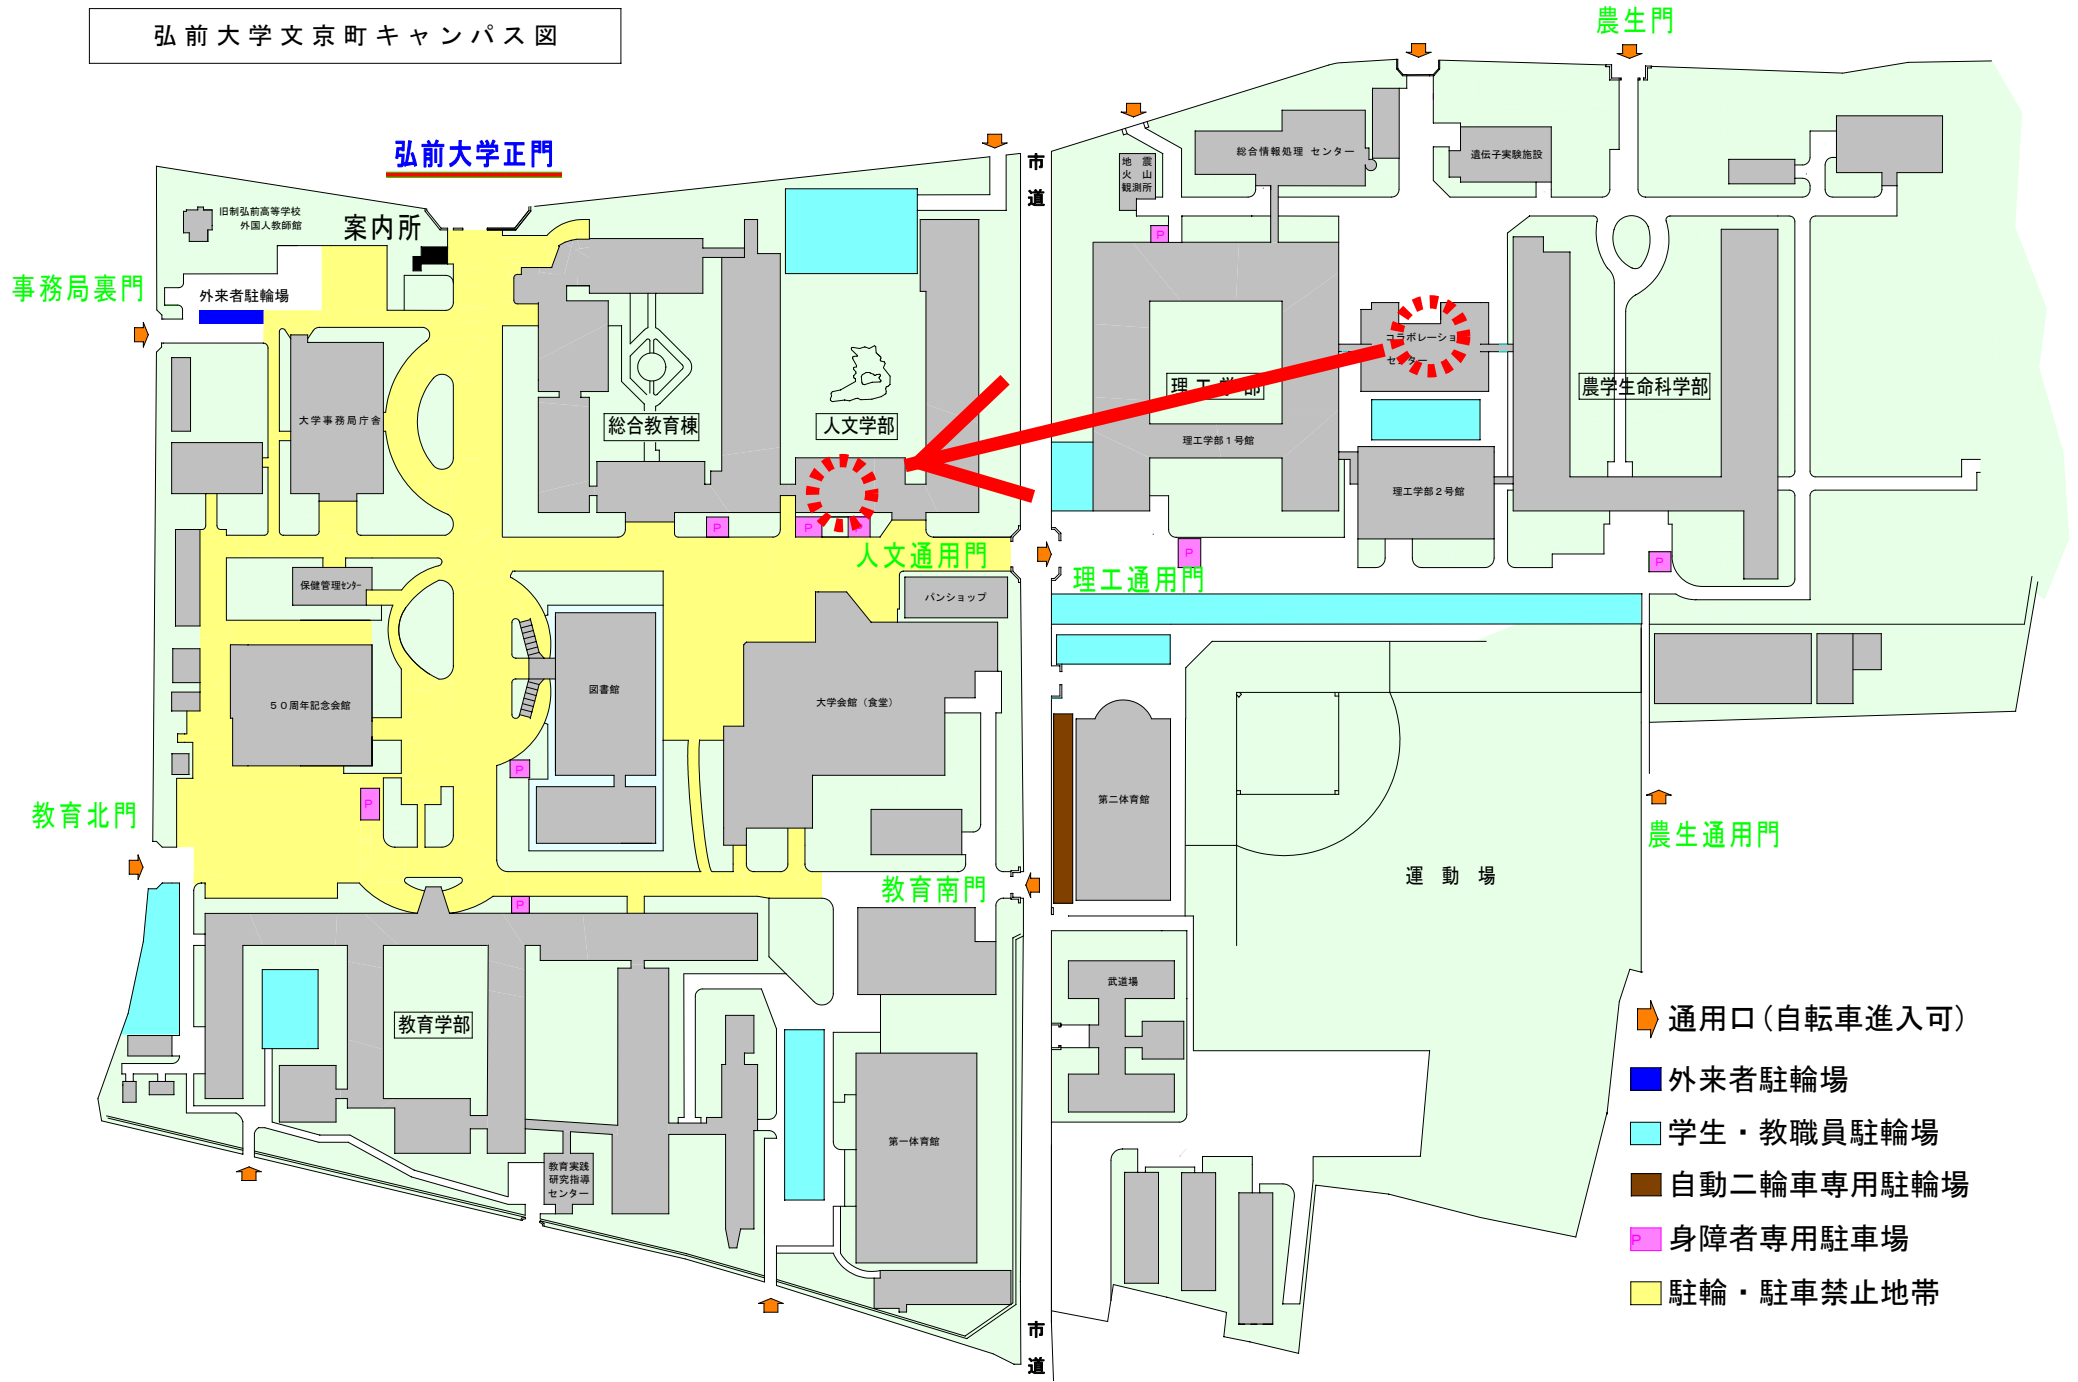 弘前大学文京町キャンパス図
農生門
弘前大学正門
市道
地震
火山
観測所
総合情報処理 センター
遺伝子実験施設
旧制弘前高等学校
外国人教師館
案内所
事務局裏門
外来者駐輪場
P
コラボレーショ
センター
大学事務局庁舎
総合教育棟
人文学部
理工学部
農学生命科学部
理工学部1号館
理工学部2号館
P
P
P
人文通用門
P
理工通用門
P
保健管理センター
バンショップ
図書館
50周年記念会館
大学会館（食堂）
P
P
第二体育館
教育北門
農生通用門
教育南門
運動場
P
教育学部
武道場
第一体育館
教育実践
研究指導
センター
市道
通用口(自転車進入可)
外来者駐輪場
学生・教職員駐輪場
自動二輪車専用駐輪場
P
身障者専用駐車場
駐輪・駐車禁止地帯